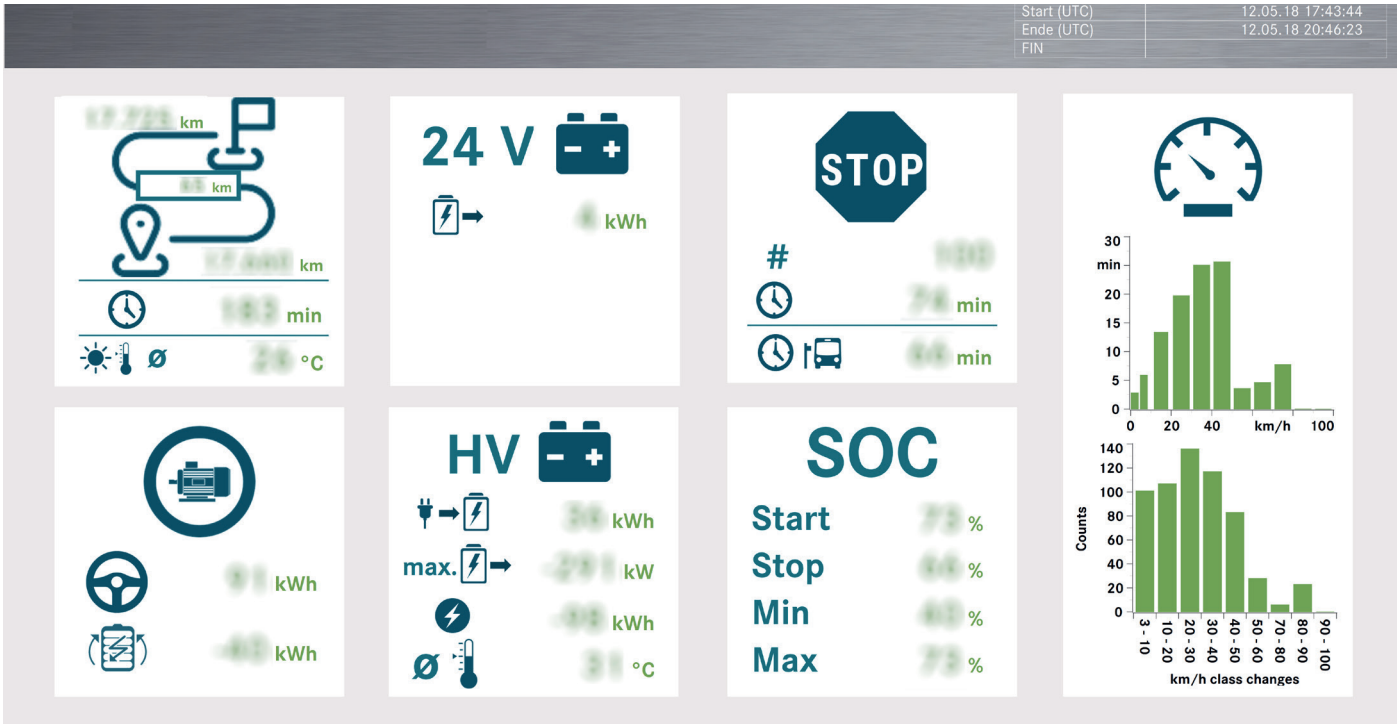 Start (UTC) 12.05.18 17:43:44
Ende (UTC) 12.05.18 20:46:23
FIN
km
km
km
min
°C
24 V
kWh
STOP
#
min
min
30
min
20
15
10
5
0
0 20 40 km/h 100
kWh
kWh
HV
kWh
max. kW
kWh
Ø °C
SOC
Start %
Stop %
Min %
Max %
140
120
100
80
60
40
20
0
Counts
3 - 10
10 - 20
20 - 30
30 - 40
40 - 50
50 - 60
70 - 80
80 - 90
90 - 100
km/h class changes